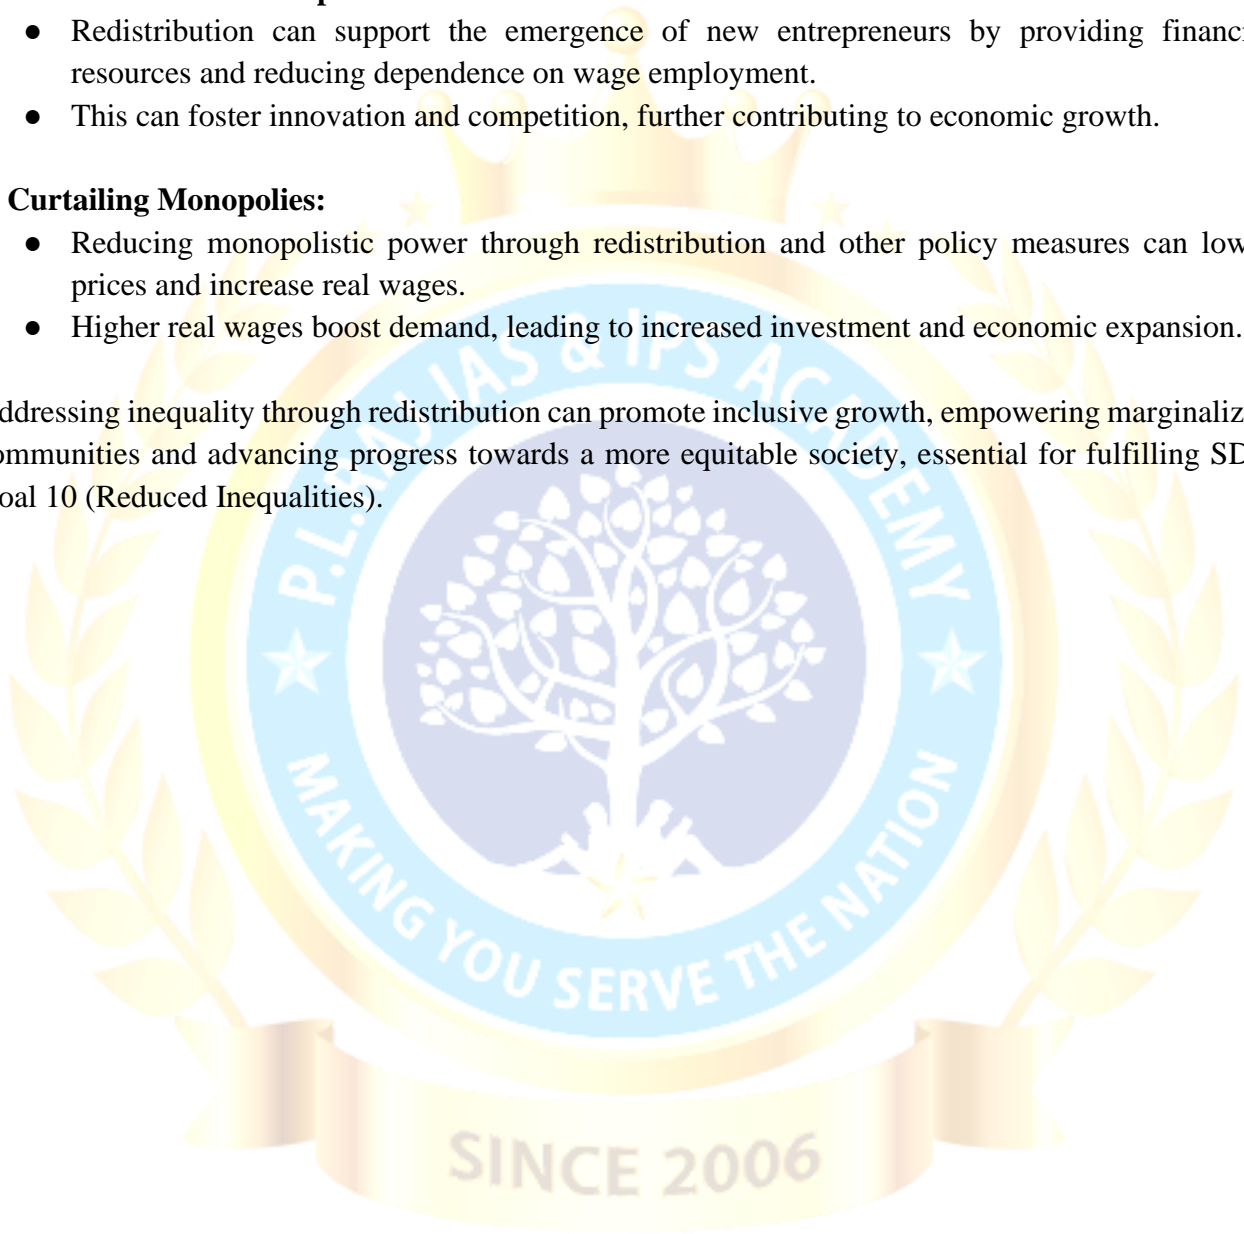 ● Redistribution can support the emergence of new entrepreneurs by providing financi
resources and reducing dependence on wage employment.
● This can foster innovation and competition, further contributing to economic growth.
Curtailing Monopolies:
● Reducing monopolistic power through redistribution and other policy measures can low
prices and increase real wages.
● Higher real wages boost demand, leading to increased investment and economic expansion.
ddressing inequality through redistribution can promote inclusive growth, empowering marginaliz
ommunities and advancing progress towards a more equitable society, essential for fulfilling SD
oal 10 (Reduced Inequalities).
P.L. RAJ IAS & IPS ACADEMY
MAKING YOU SERVE THE NATION
SINCE 2006